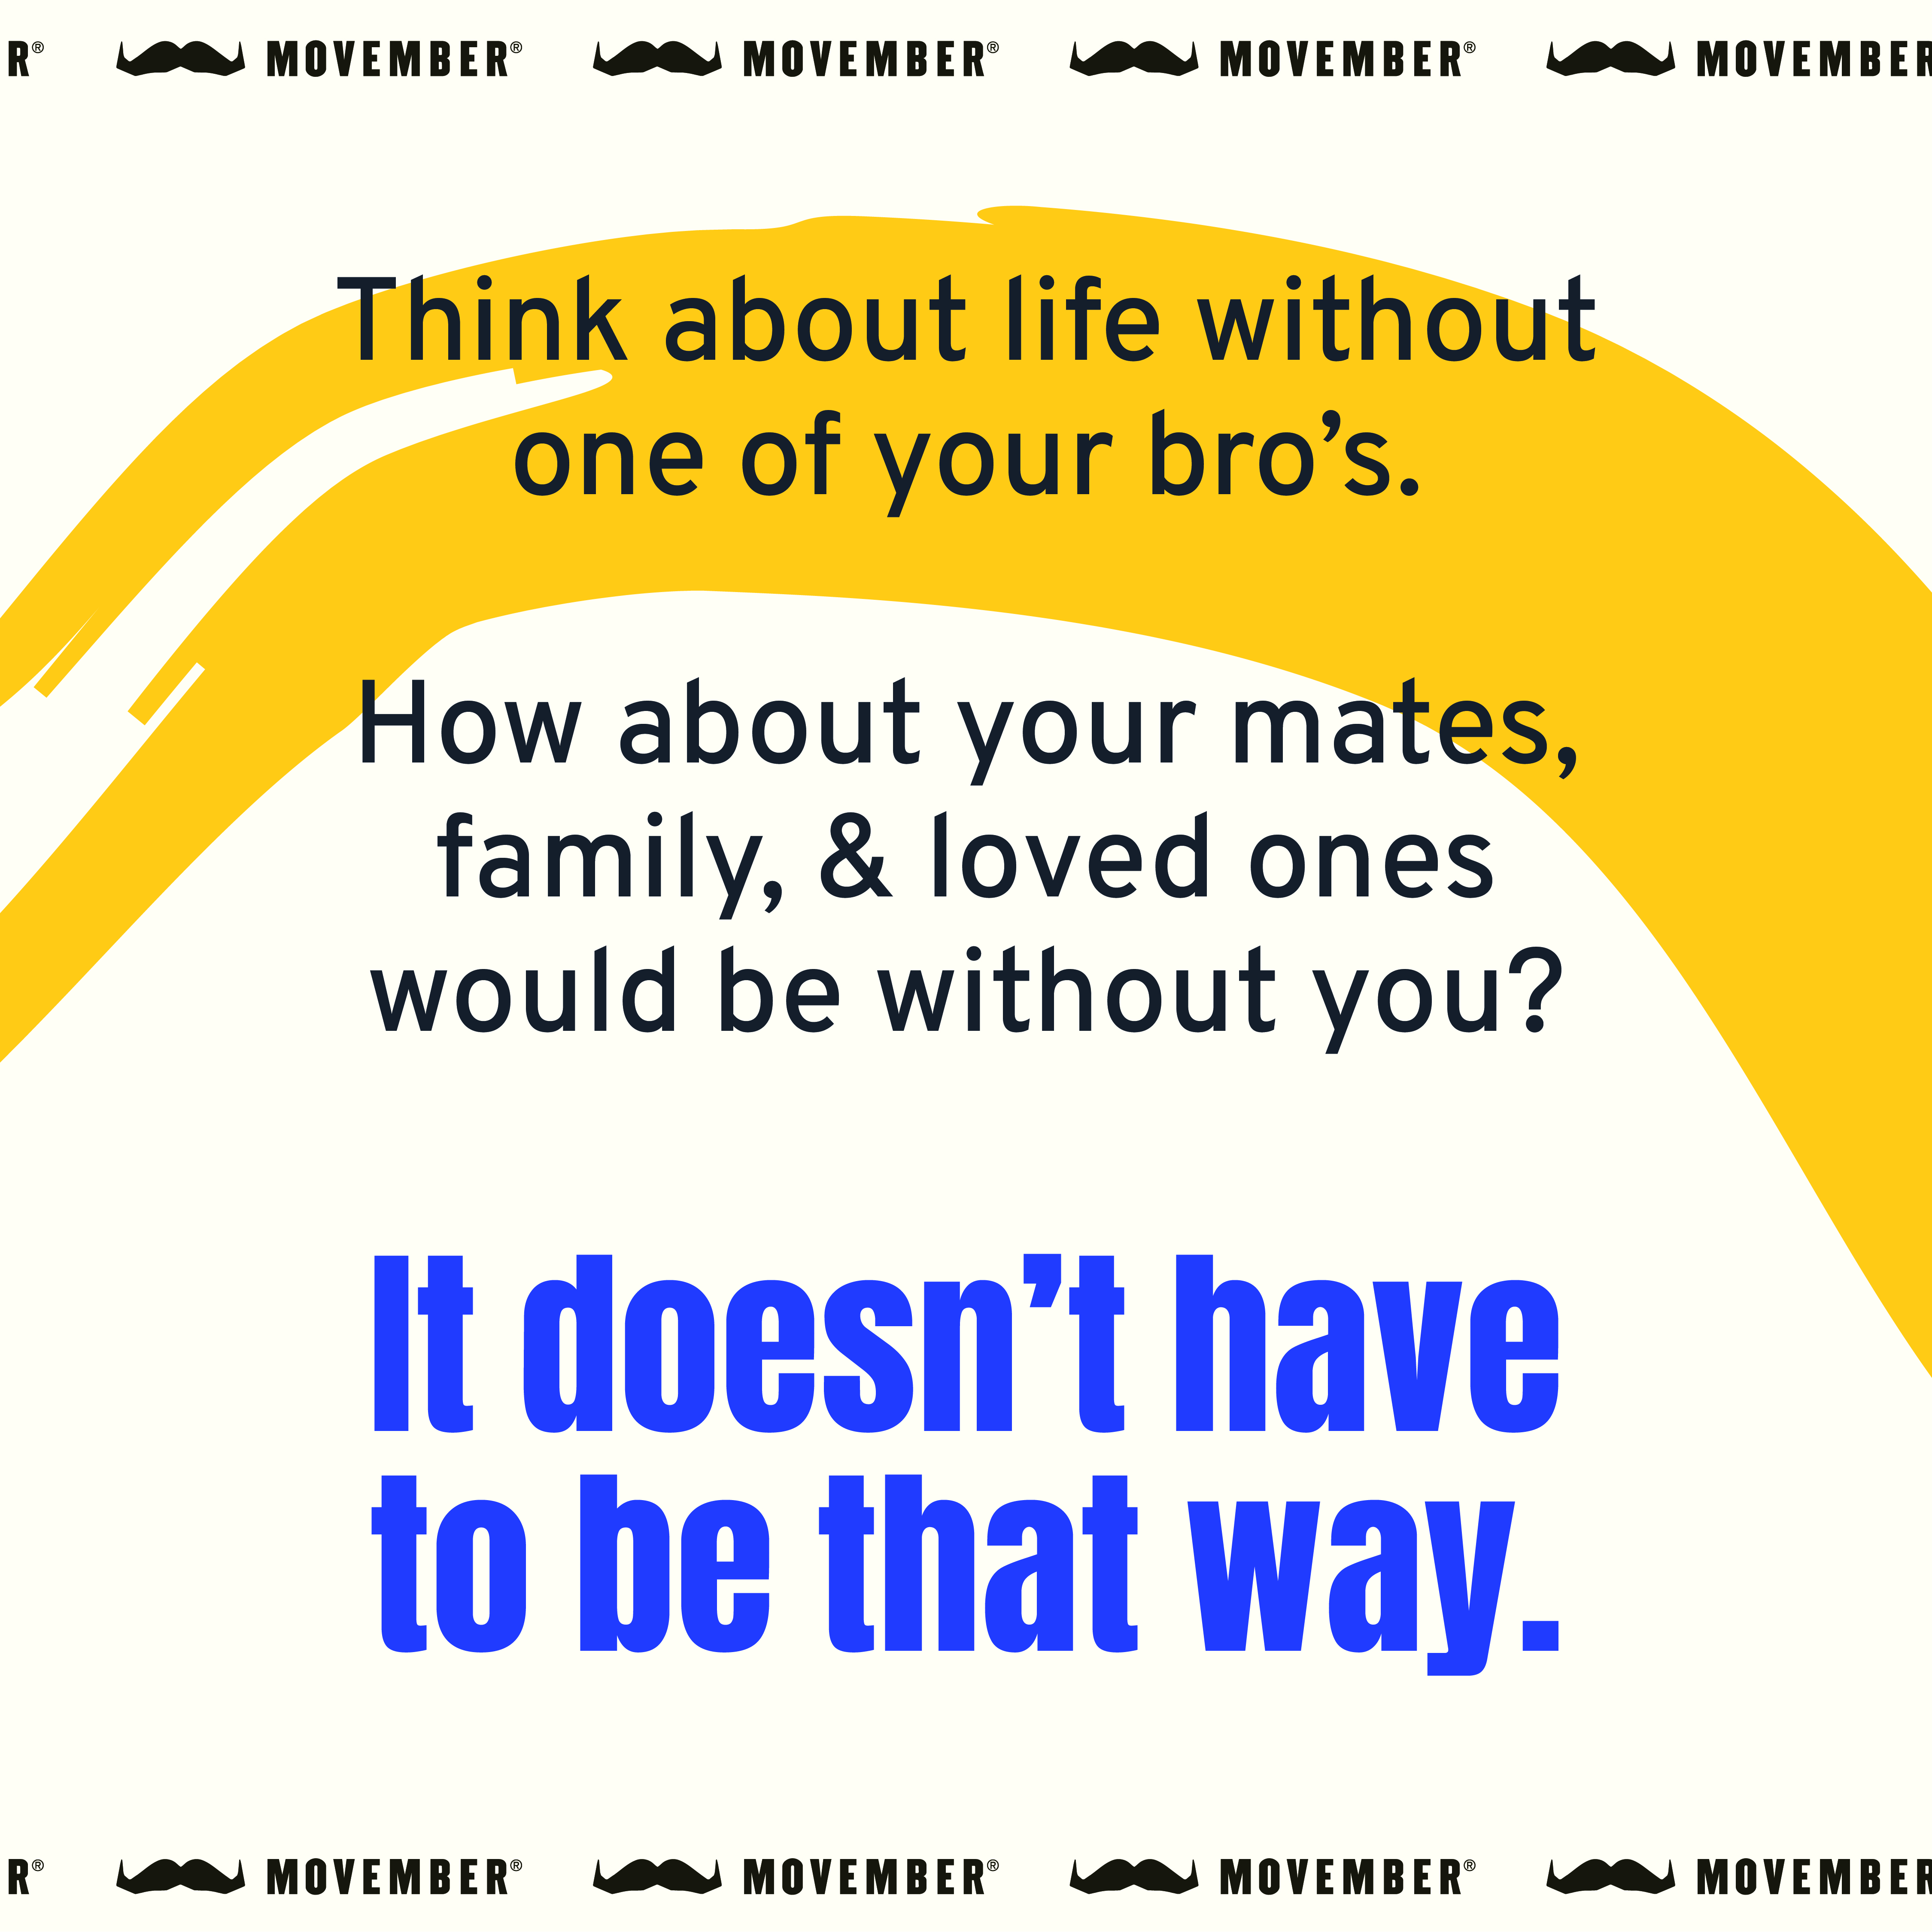 R® MOVEMBER® MOVEMBER® MOVEMBER® MOVEMBER
Think about life without
one of your bro’s.
How about your mates,
family, & loved ones
would be without you?
It doesn’t have
to be that way.
R® MOVEMBER® MOVEMBER® MOVEMBER® MOVEMBER